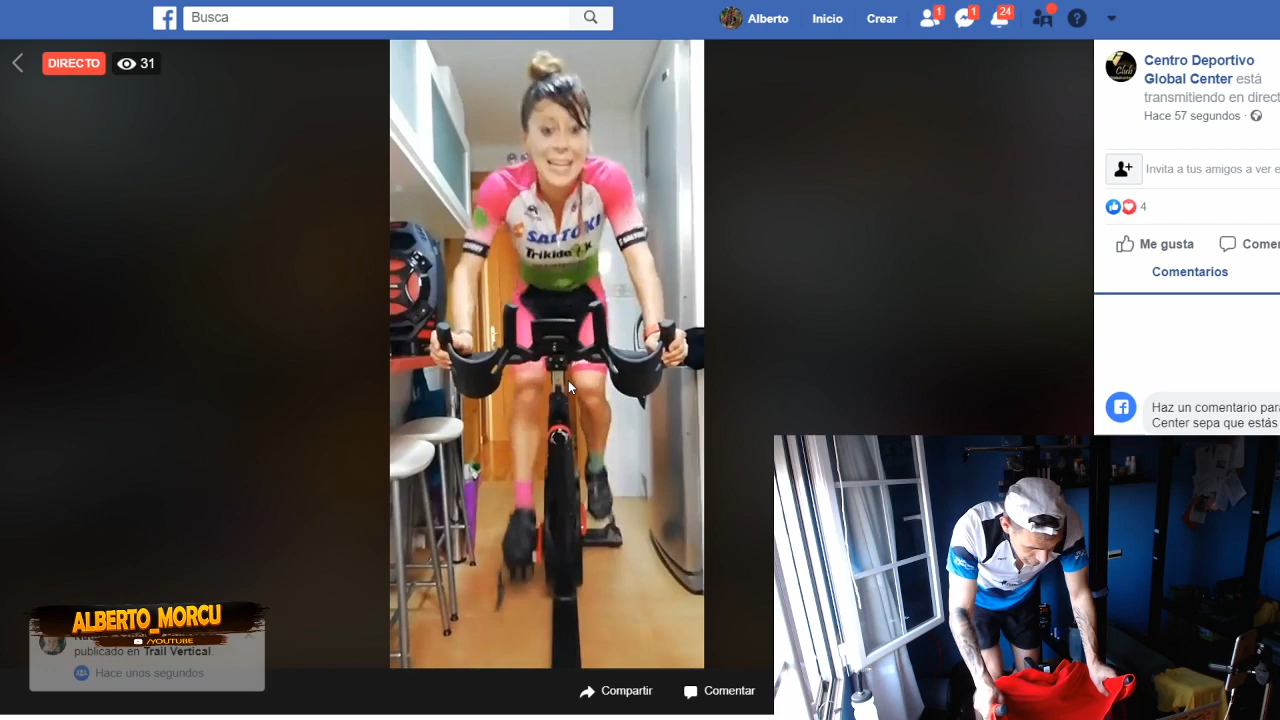 Busca
Alberto
Inicio
Crear
1
1
24
DIRECTO
31
Centro Deportivo
Global Center está
transmitiendo en direct
Hace 57 segundos ·
Invita a tus amigos a ver e
4
Me gusta
Comen
Comentarios
SALTOKI
Trikide
Haz un comentario para
Center sepa que estás
ALBERTO_MORCU
/YOUTUBE
publicado en Trail Vertical.
Hace unos segundos
Compartir
Comentar